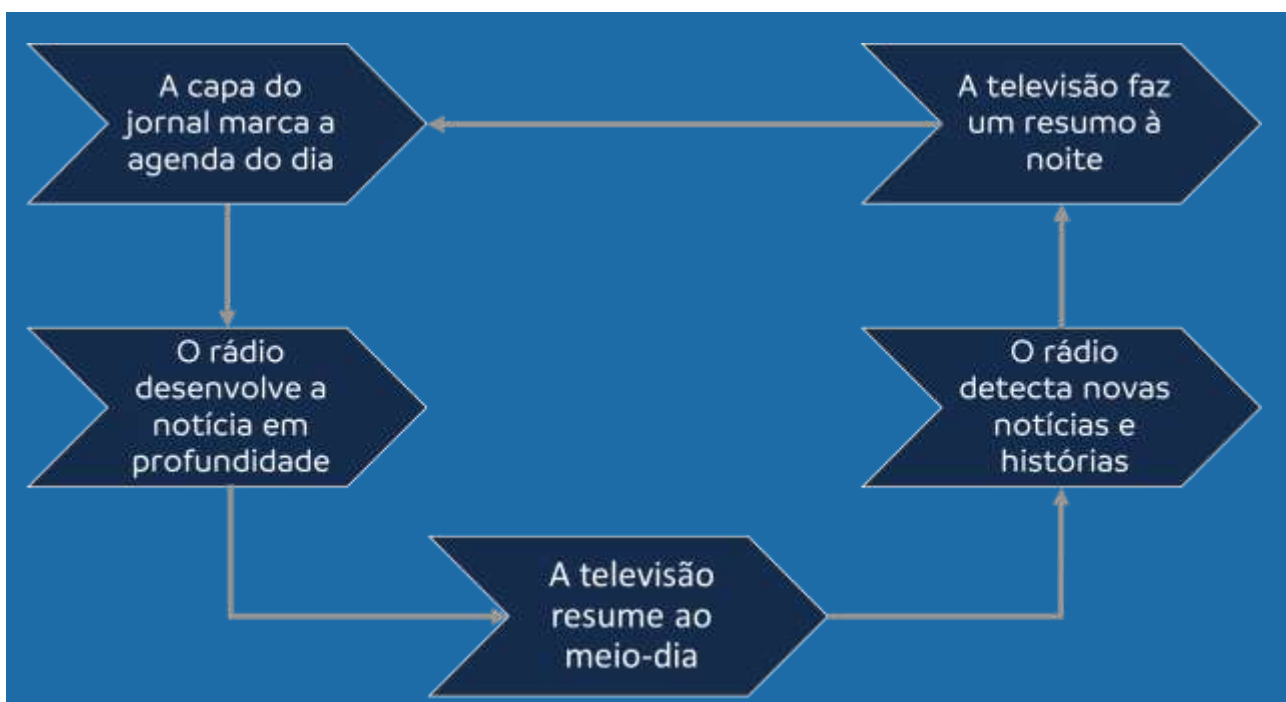 A capa do
jornal marca a
agenda do dia
A televisão faz
um resumo à
noite
O rádio
desenvolve a
notícia em
profundidade
O rádio
detecta novas
notícias e
histórias
A televisão
resume ao
meio-dia